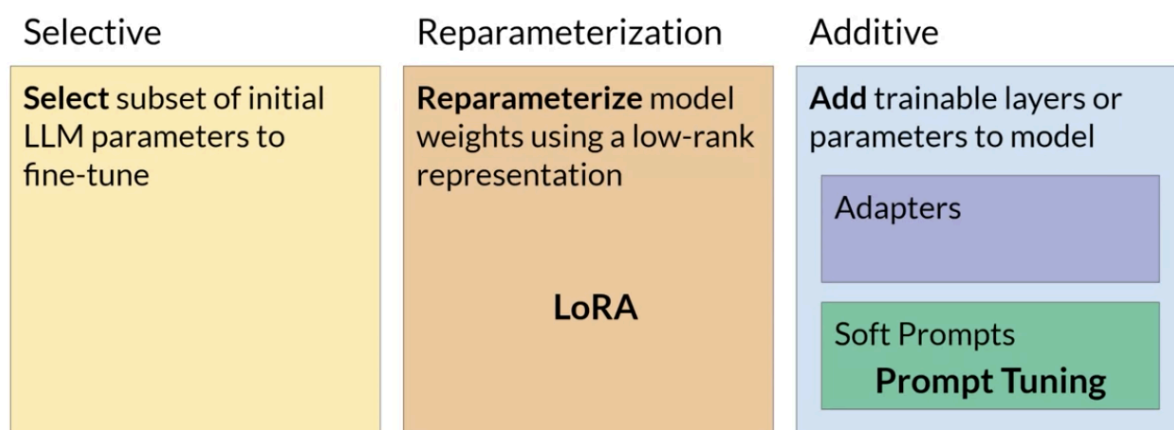 Selective
Select subset of initial
LLM parameters to
fine-tune
Reparameterization
Reparameterize model
weights using a low-rank
representation
LoRA
Additive
Add trainable layers or
parameters to model
Adapters
Soft Prompts
Prompt Tuning